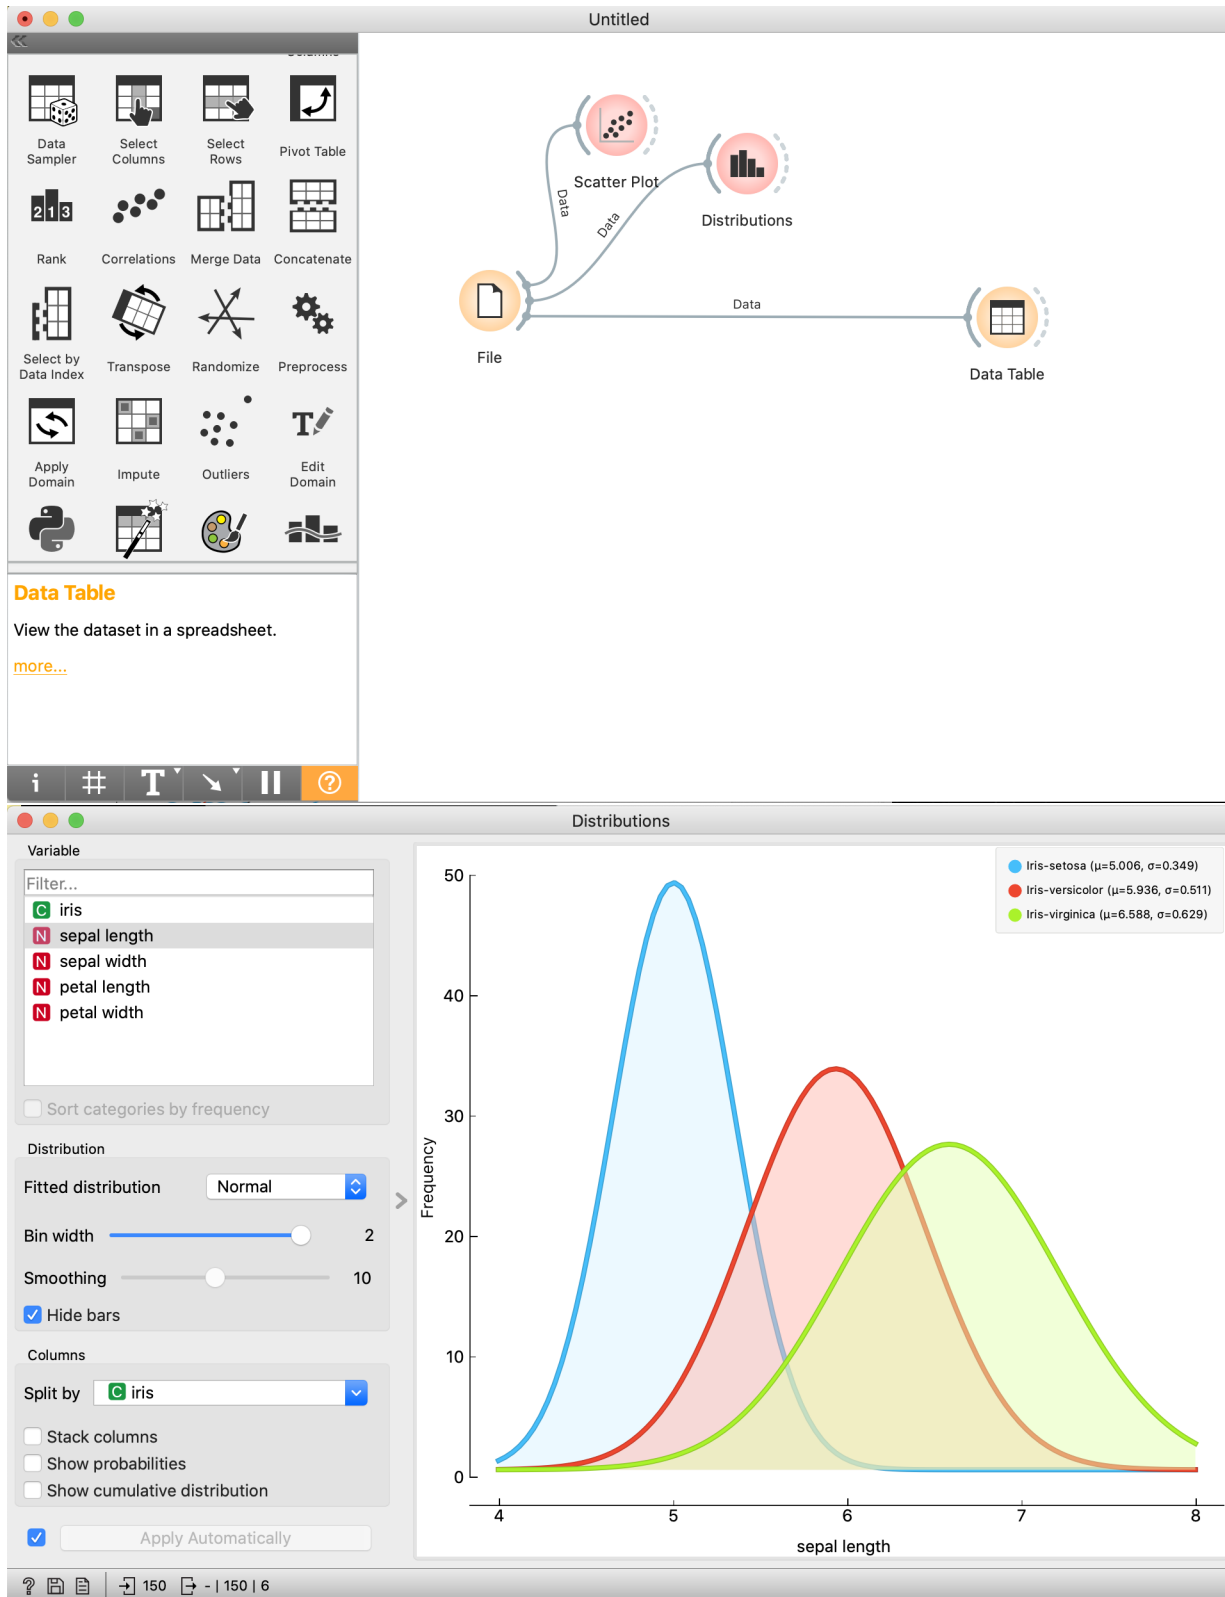 Untitled
Data
Sampler
Select
Columns
Select
Rows
Pivot Table
2 1 3
Rank
Correlations
Merge Data
Concatenate
Select by
Data Index
Transpose
Randomize
Preprocess
Apply
Domain
Impute
Outliers
Edit
Domain
Data Table
View the dataset in a spreadsheet.
more...
Scatter Plot
Distributions
Data
Data
Data
File
Data Table
Distributions
Variable
Filter...
C iris
N sepal length
N sepal width
N petal length
N petal width
Sort categories by frequency
Distribution
Fitted distribution Normal
Bin width 2
Smoothing 10
Hide bars
Columns
Split by C iris
Stack columns
Show probabilities
Show cumulative distribution
Apply Automatically
? 150 - | 150 | 6
Iris-setosa (μ=5.006, σ=0.349)
Iris-versicolor (μ=5.936, σ=0.511)
Iris-virginica (μ=6.588, σ=0.629)
50
40
30
20
10
0
Frequency
4 5 6 7 8
sepal length